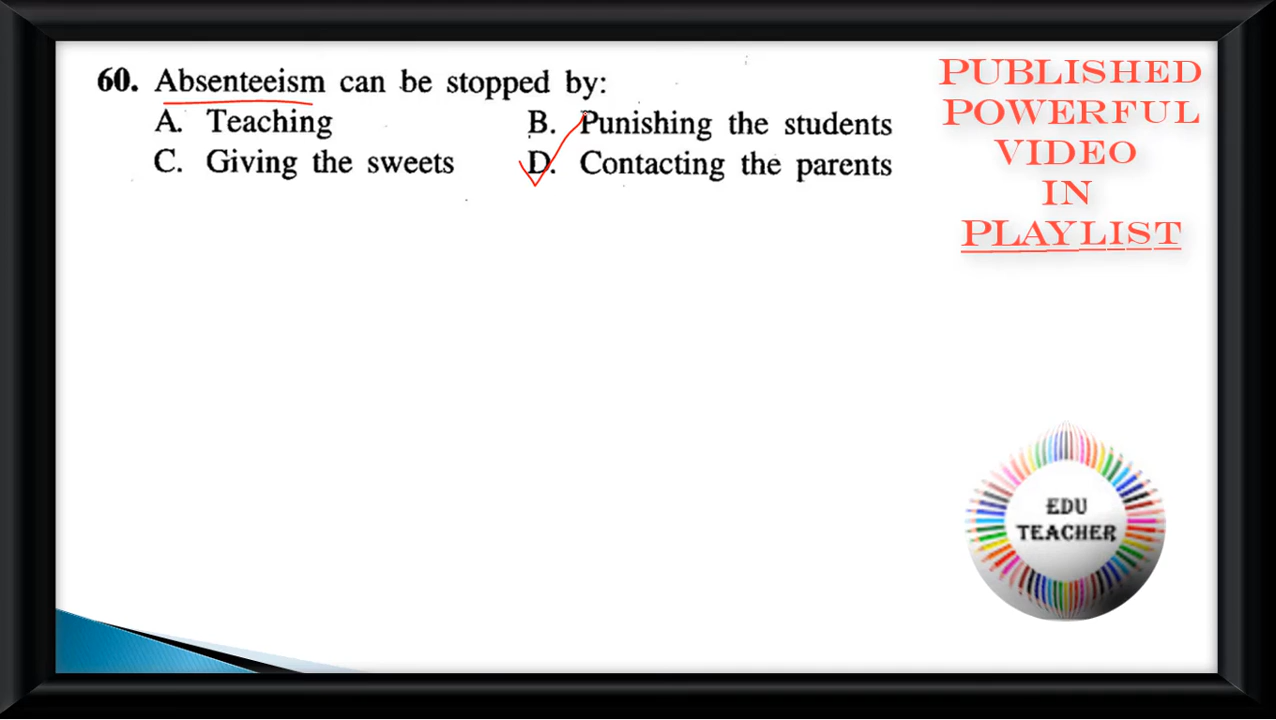 60. Absenteeism can be stopped by:
A. Teaching B. Punishing the students
C. Giving the sweets D. Contacting the parents
PUBLISHED
POWERFUL
VIDEO
IN
PLAYLIST
EDU
TEACHER